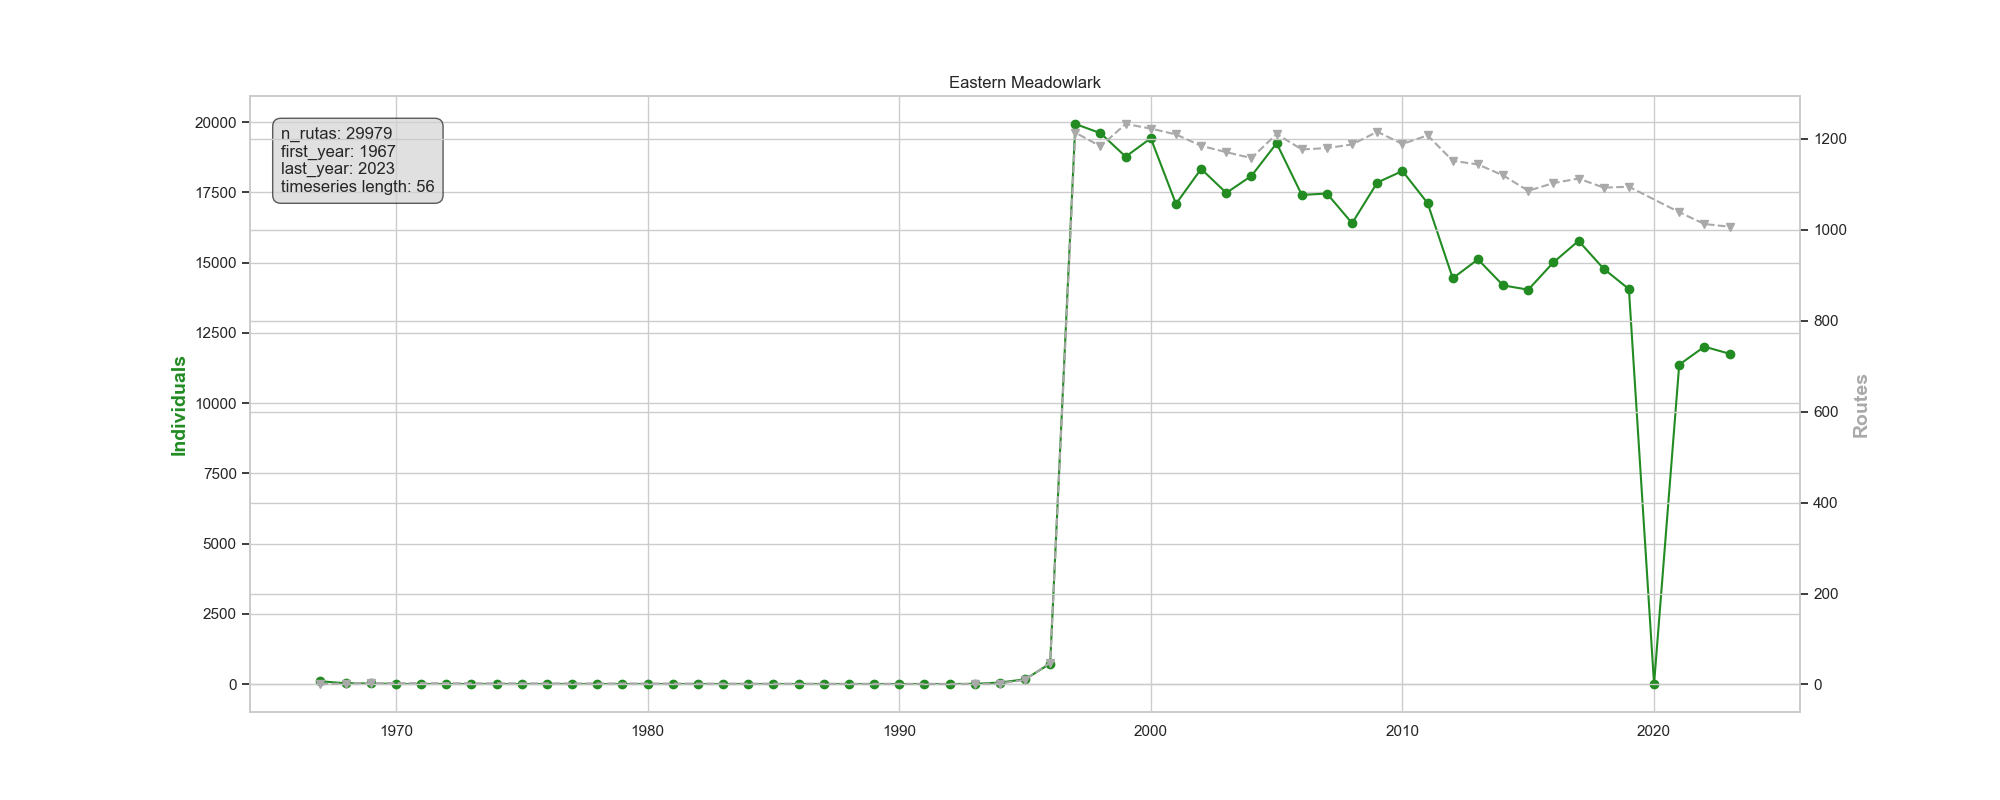 Eastern Meadowlark
n_rutas: 29979
first_year: 1967
last_year: 2023
timeseries length: 56
20000
17500
15000
12500
10000
7500
5000
2500
0
Individuals
1200
1000
800
600
400
200
0
Routes
1970 1980 1990 2000 2010 2020